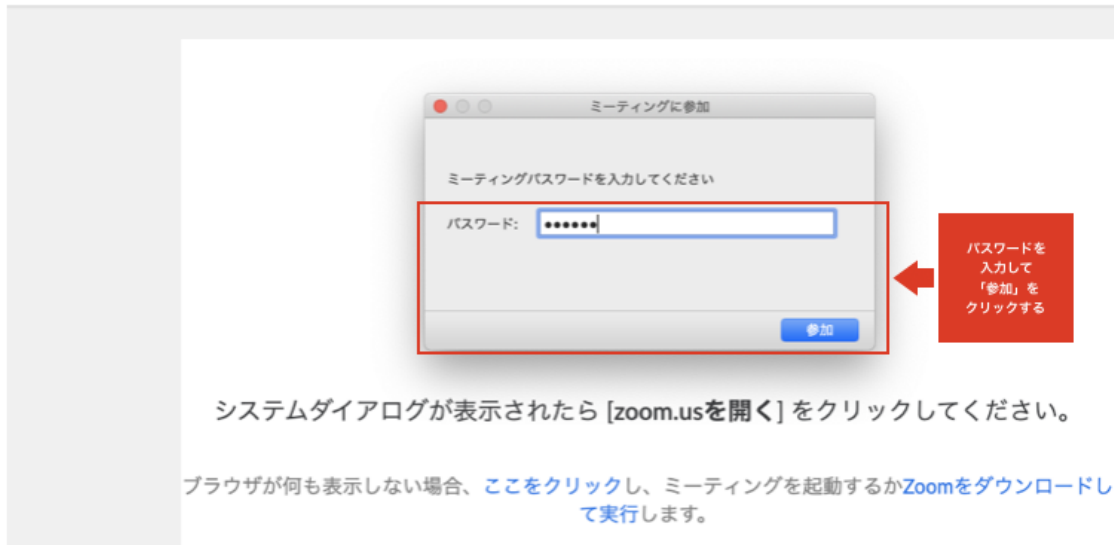 ミーティングに参加
ミーティングパスワードを入力してください
パスワード: ••••••
パスワードを
入力して
「参加」を
クリックする
参加
システムダイアログが表示されたら [zoom.usを開く] をクリックしてください。
ブラウザが何も表示しない場合、ここをクリックし、ミーティングを起動するかZoomをダウンロードし
て実行します。